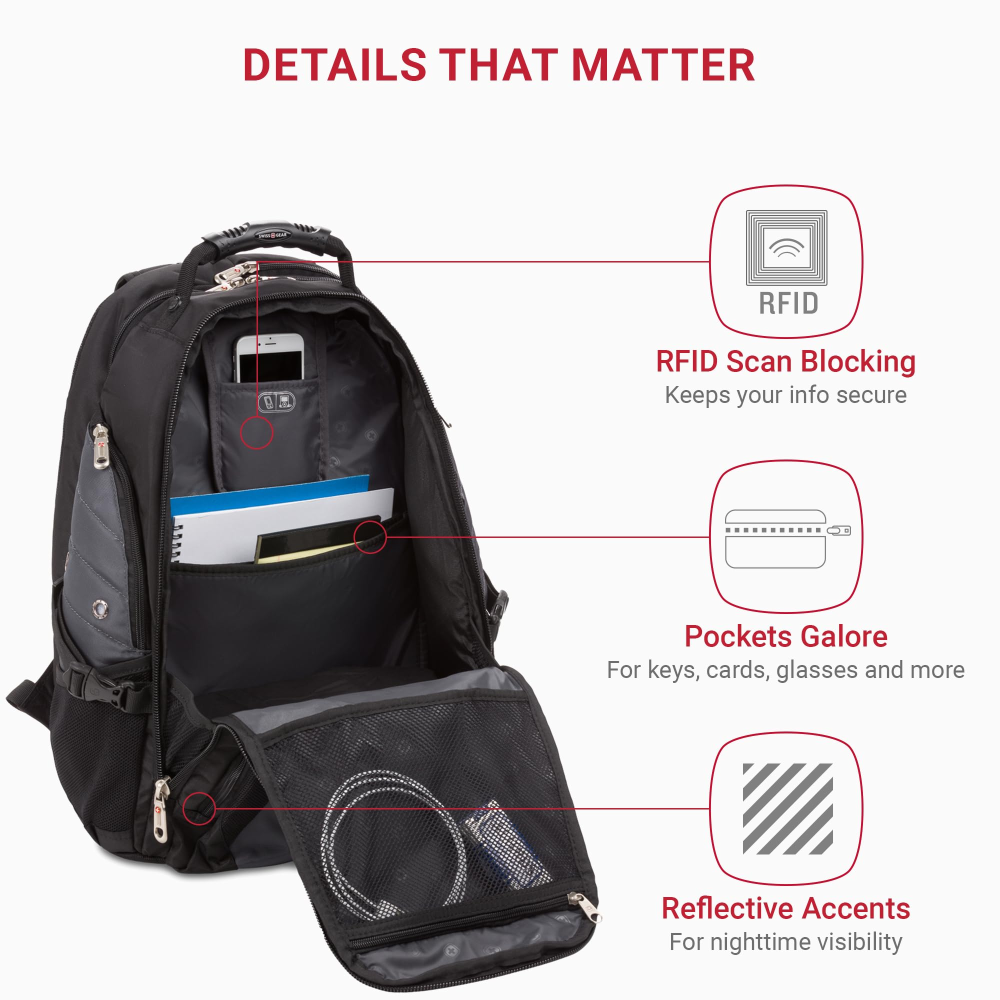 DETAILS THAT MATTER
SWISS GEAR
RFID
RFID Scan Blocking
Keeps your info secure
Pockets Galore
For keys, cards, glasses and more
Reflective Accents
For nighttime visibility